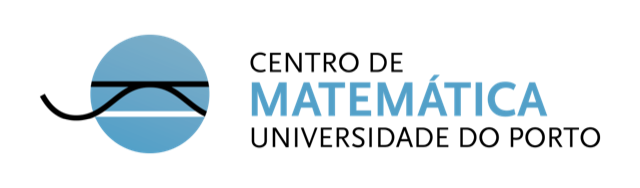 CENTRO DE
MATEMÁTICA
UNIVERSIDADE DO PORTO